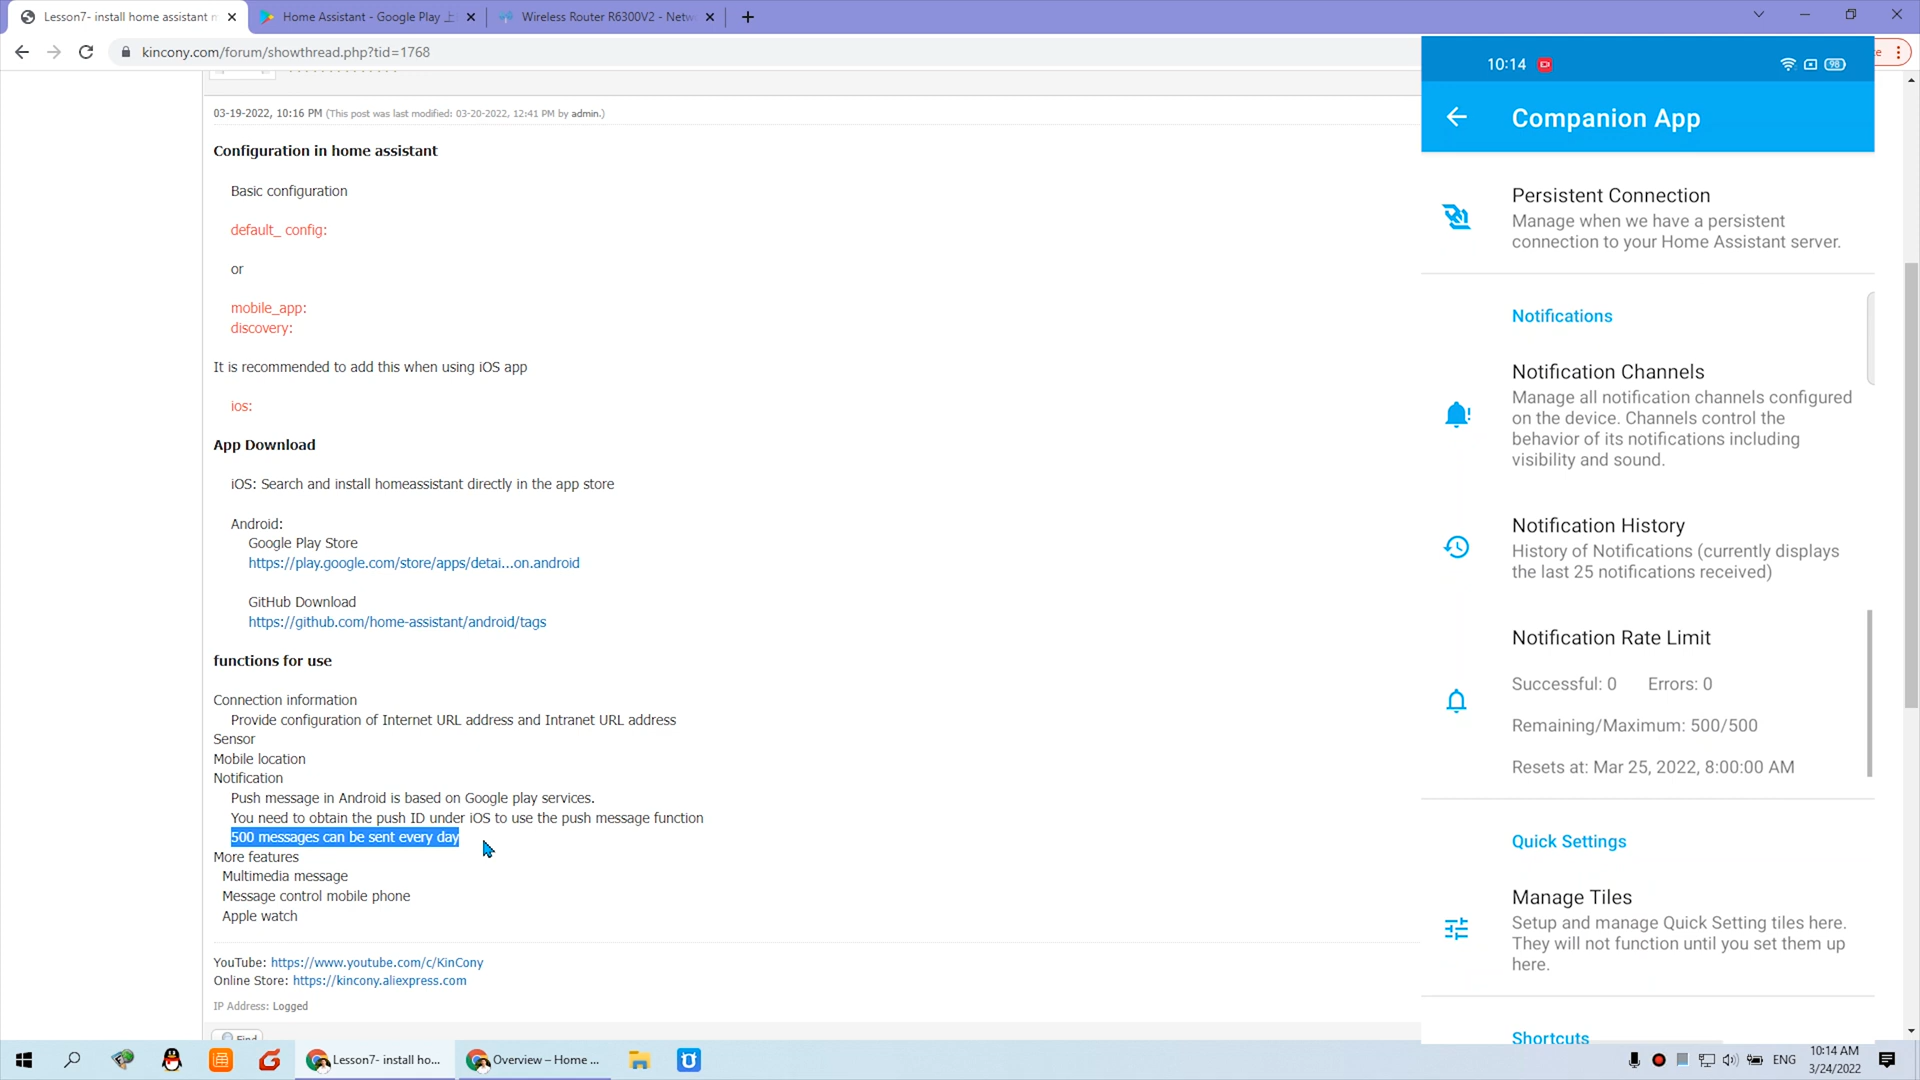 Lesson7- install home assistant m
Home Assistant - Google Play 上
Wireless Router R6300V2 - Netw
kincony.com/forum/showthread.php?tid=1768
03-19-2022, 10:16 PM (This post was last modified: 03-20-2022, 12:41 PM by admin.)
Configuration in home assistant
Basic configuration
default_ config:
or
mobile_app:
discovery:
It is recommended to add this when using iOS app
ios:
App Download
iOS: Search and install homeassistant directly in the app store
Android:
Google Play Store
https://play.google.com/store/apps/detai...on.android
GitHub Download
https://github.com/home-assistant/android/tags
functions for use
Connection information
Provide configuration of Internet URL address and Intranet URL address
Sensor
Mobile location
Notification
Push message in Android is based on Google play services.
You need to obtain the push ID under iOS to use the push message function
500 messages can be sent every day
More features
Multimedia message
Message control mobile phone
Apple watch
YouTube: https://www.youtube.com/c/KinCony
Online Store: https://kincony.aliexpress.com
IP Address: Logged
Find
10:14
98
Companion App
Persistent Connection
Manage when we have a persistent
connection to your Home Assistant server.
Notifications
Notification Channels
Manage all notification channels configured
on the device. Channels control the
behavior of its notifications including
visibility and sound.
Notification History
History of Notifications (currently displays
the last 25 notifications received)
Notification Rate Limit
Successful: 0 Errors: 0
Remaining/Maximum: 500/500
Resets at: Mar 25, 2022, 8:00:00 AM
Quick Settings
Manage Tiles
Setup and manage Quick Setting tiles here.
They will not function until you set them up
here.
Shortcuts
Lesson7- install ho...
Overview – Home ...
ENG
10:14 AM
3/24/2022